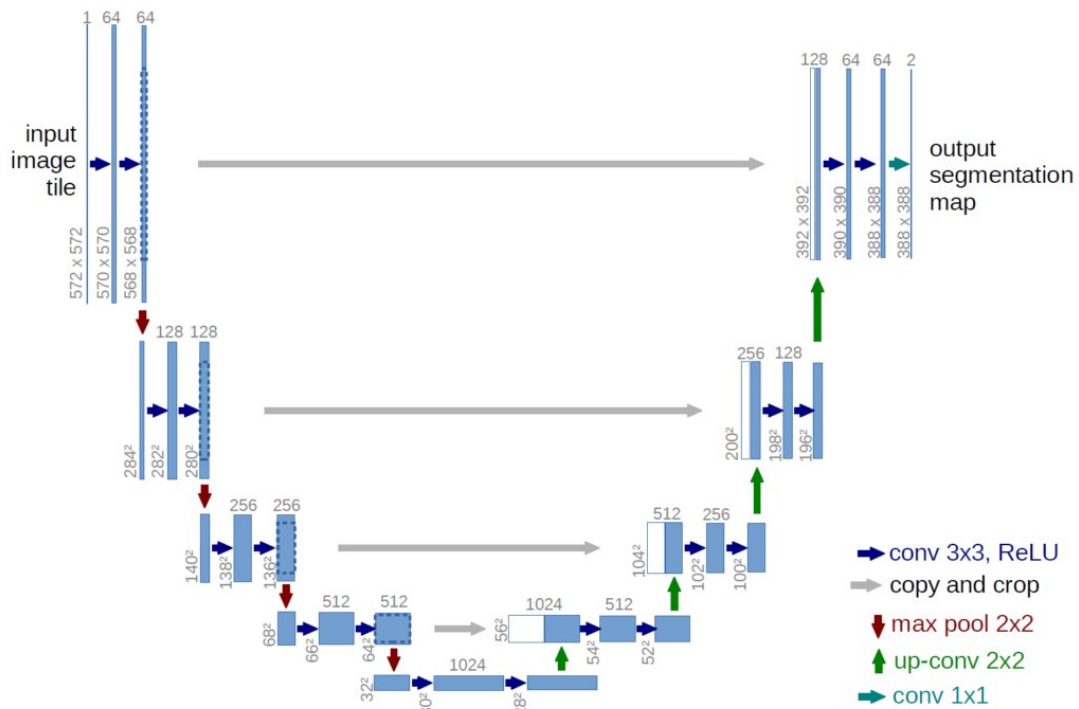 1 64 64
128 64 64 2
input
image
tile
output
segmentation
map
572 x 572
570 x 570
568 x 568
392 x 392
390 x 390
388 x 388
388 x 388
128 128
256 128
284²
282²
280²
200²
198²
196²
256 256
512 256
140²
138²
136²
104²
102²
100²
conv 3x3, ReLU
copy and crop
max pool 2x2
up-conv 2x2
conv 1x1
512 512
1024 512
68²
66²
64²
56²
54²
52²
1024
32²